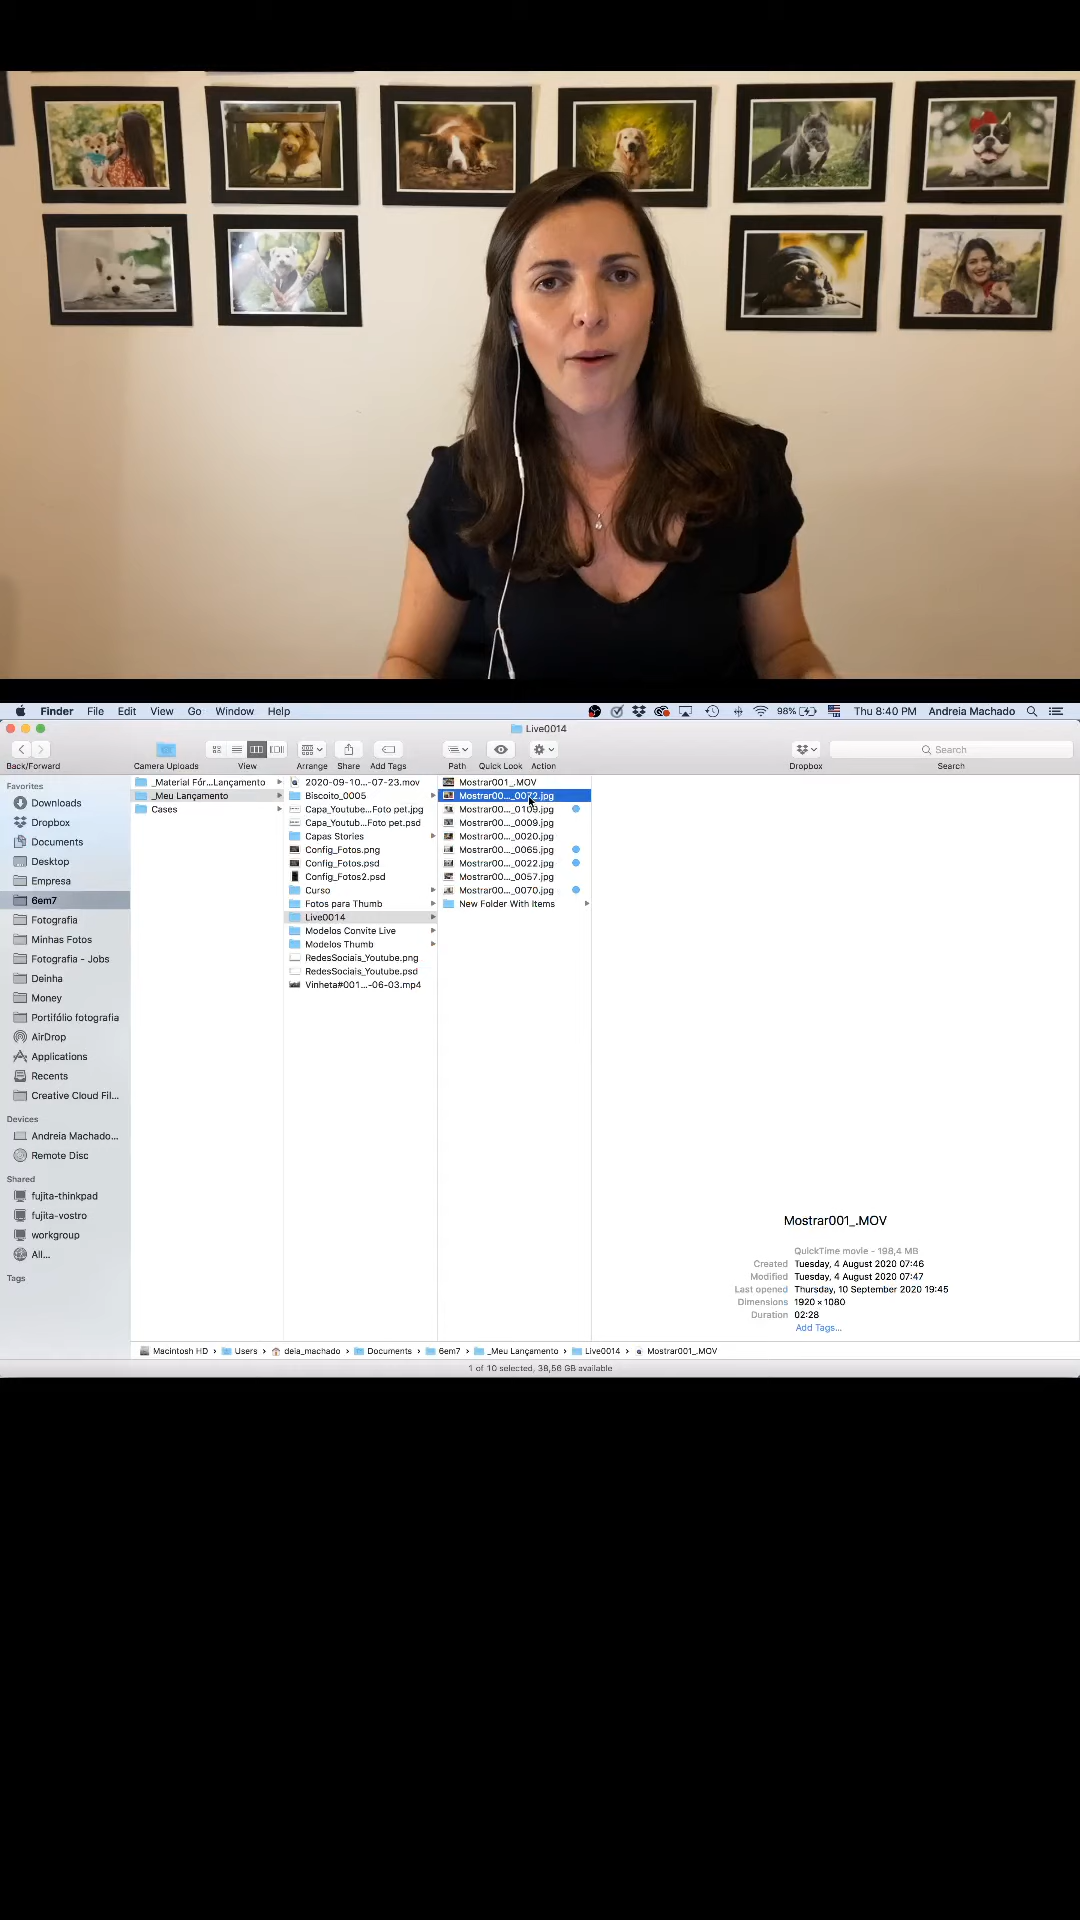 Finder File Edit View Go Window Help 98% Thu 8:40 PM Andreia Machado
Live0014
Search
Back/Forward Camera Uploads View Arrange Share Add Tags Path Quick Look Action Dropbox Search
Favorites
Downloads
Dropbox
Documents
Desktop
Empresa
6em7
Fotografia
Minhas Fotos
Fotografia - Jobs
Deinha
Money
Portifólio fotografia
AirDrop
Applications
Recents
Creative Cloud Fil...
Devices
Andreia Machado...
Remote Disc
Shared
fujita-thinkpad
fujita-vostro
workgroup
All...
Tags
_Material Fór...Lançamento
_Meu Lançamento
Cases
2020-09-10...-07-23.mov
Biscoito_0005
Capa_Youtube...Foto pet.jpg
Capa_Youtub...Foto pet.psd
Capas Stories
Config_Fotos.png
Config_Fotos.psd
Config_Fotos2.psd
Curso
Fotos para Thumb
Live0014
Modelos Convite Live
Modelos Thumb
RedesSociais_Youtube.png
RedesSociais_Youtube.psd
Vinheta#001...-06-03.mp4
Mostrar001_.MOV
Mostrar00..._0072.jpg
Mostrar00..._0109.jpg
Mostrar00..._0009.jpg
Mostrar00..._0020.jpg
Mostrar00..._0065.jpg
Mostrar00..._0022.jpg
Mostrar00..._0057.jpg
Mostrar00..._0070.jpg
New Folder With Items
Mostrar001_.MOV
QuickTime movie - 198,4 MB
Created Tuesday, 4 August 2020 07:46
Modified Tuesday, 4 August 2020 07:47
Last opened Thursday, 10 September 2020 19:45
Dimensions 1920 × 1080
Duration 02:28
Add Tags...
Macintosh HD › Users › deia_machado › Documents › 6em7 › _Meu Lançamento › Live0014 › Mostrar001_.MOV
1 of 10 selected, 38,56 GB available